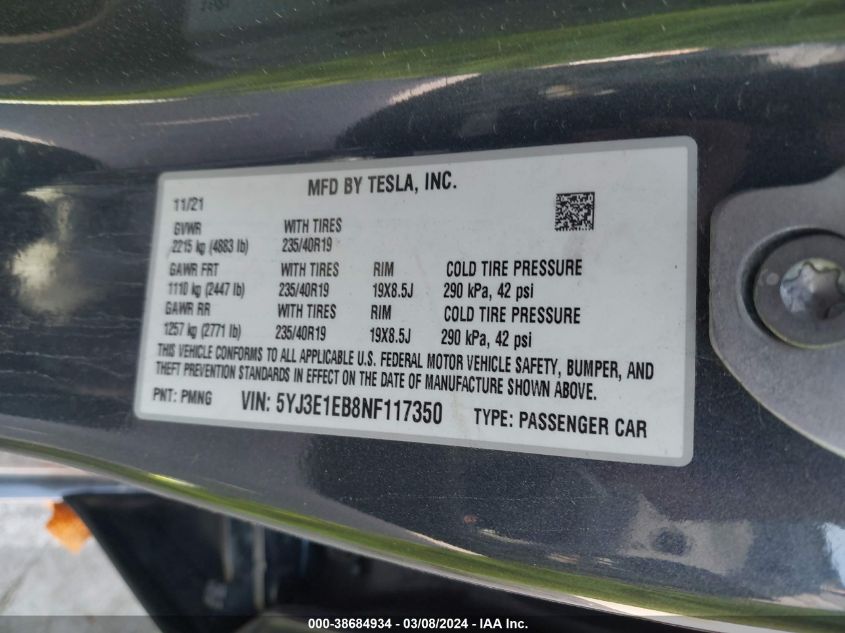 MFD BY TESLA, INC.
11/21
GVWR WITH TIRES
2215 kg (4883 lb) 235/40R19
GAWR FRT WITH TIRES RIM COLD TIRE PRESSURE
1110 kg (2447 lb) 235/40R19 19X8.5J 290 kPa, 42 psi
GAWR RR WITH TIRES RIM COLD TIRE PRESSURE
1257 kg (2771 lb) 235/40R19 19X8.5J 290 kPa, 42 psi
THIS VEHICLE CONFORMS TO ALL APPLICABLE U.S. FEDERAL MOTOR VEHICLE SAFETY, BUMPER, AND
THEFT PREVENTION STANDARDS IN EFFECT ON THE DATE OF MANUFACTURE SHOWN ABOVE.
PNT: PMNG VIN: 5YJ3E1EB8NF117350 TYPE: PASSENGER CAR
000-38684934 - 03/08/2024 - IAA Inc.